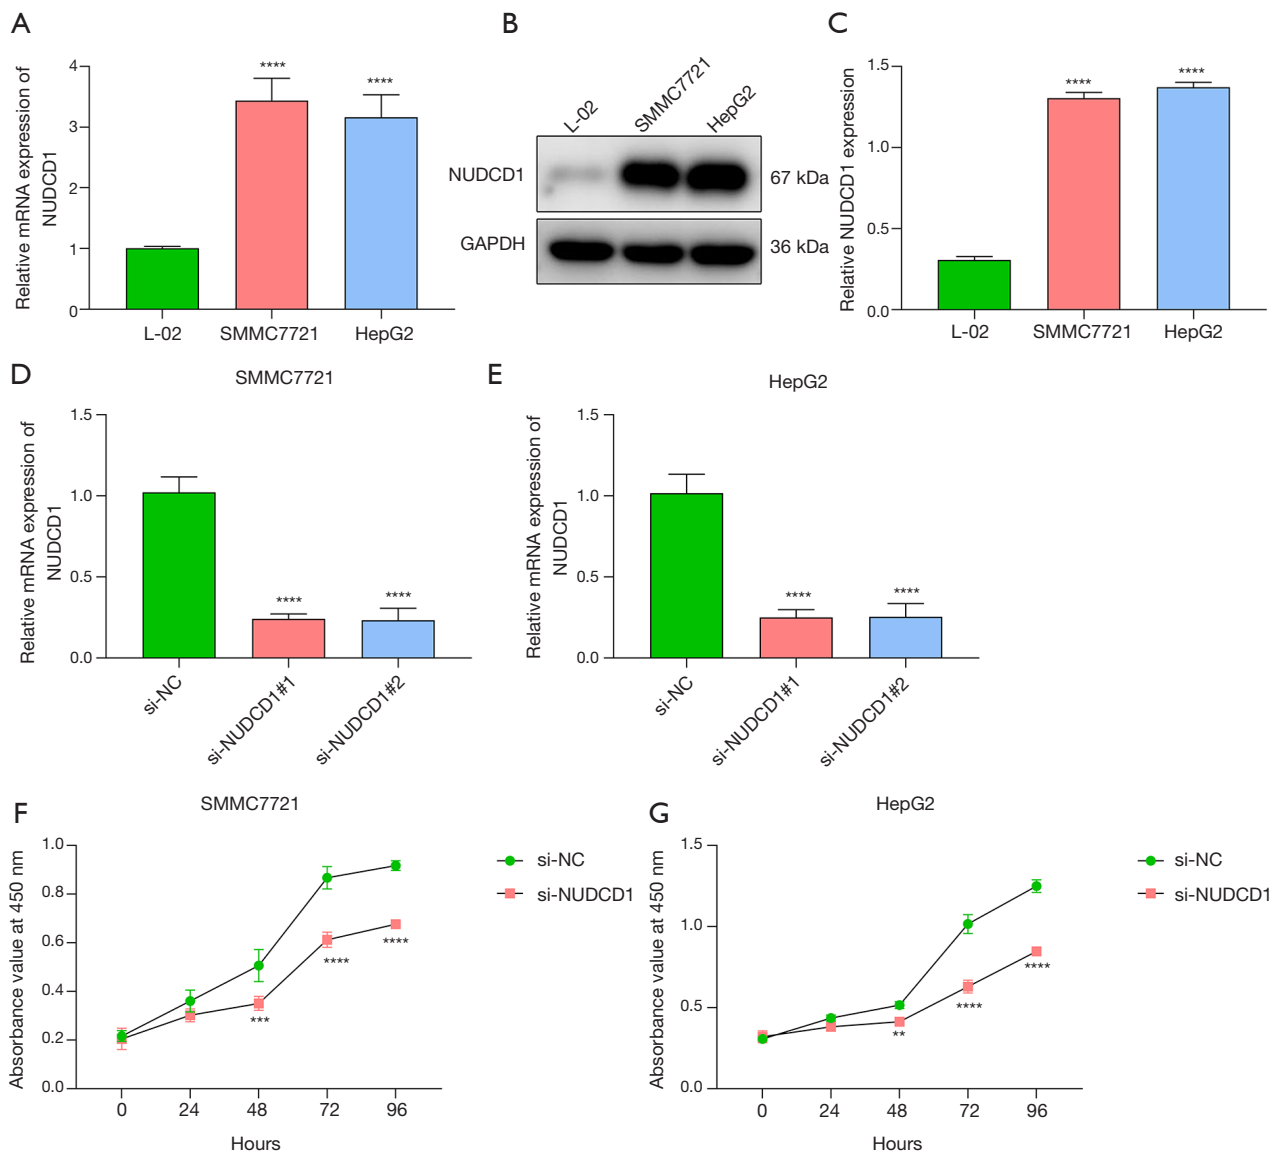 A
Relative mRNA expression of
NUDCD1
4
3
2
1
0
****
****
L-02
SMMC7721
HepG2
B
L-02
SMMC7721
HepG2
NUDCD1
67 kDa
GAPDH
36 kDa
C
Relative NUDCD1 expression
1.5
1.0
0.5
0.0
****
****
L-02
SMMC7721
HepG2
D
SMMC7721
Relative mRNA expression of
NUDCD1
1.5
1.0
0.5
0.0
****
****
si-NC
si-NUDCD1#1
si-NUDCD1#2
E
HepG2
Relative mRNA expression of
NUDCD1
1.5
1.0
0.5
0.0
****
****
si-NC
si-NUDCD1#1
si-NUDCD1#2
F
SMMC7721
Absorbance value at 450 nm
1.0
0.8
0.6
0.4
0.2
0.0
***
****
****
0
24
48
72
96
Hours
si-NC
si-NUDCD1
G
HepG2
Absorbance value at 450 nm
1.5
1.0
0.5
0.0
**
****
****
0
24
48
72
96
Hours
si-NC
si-NUDCD1